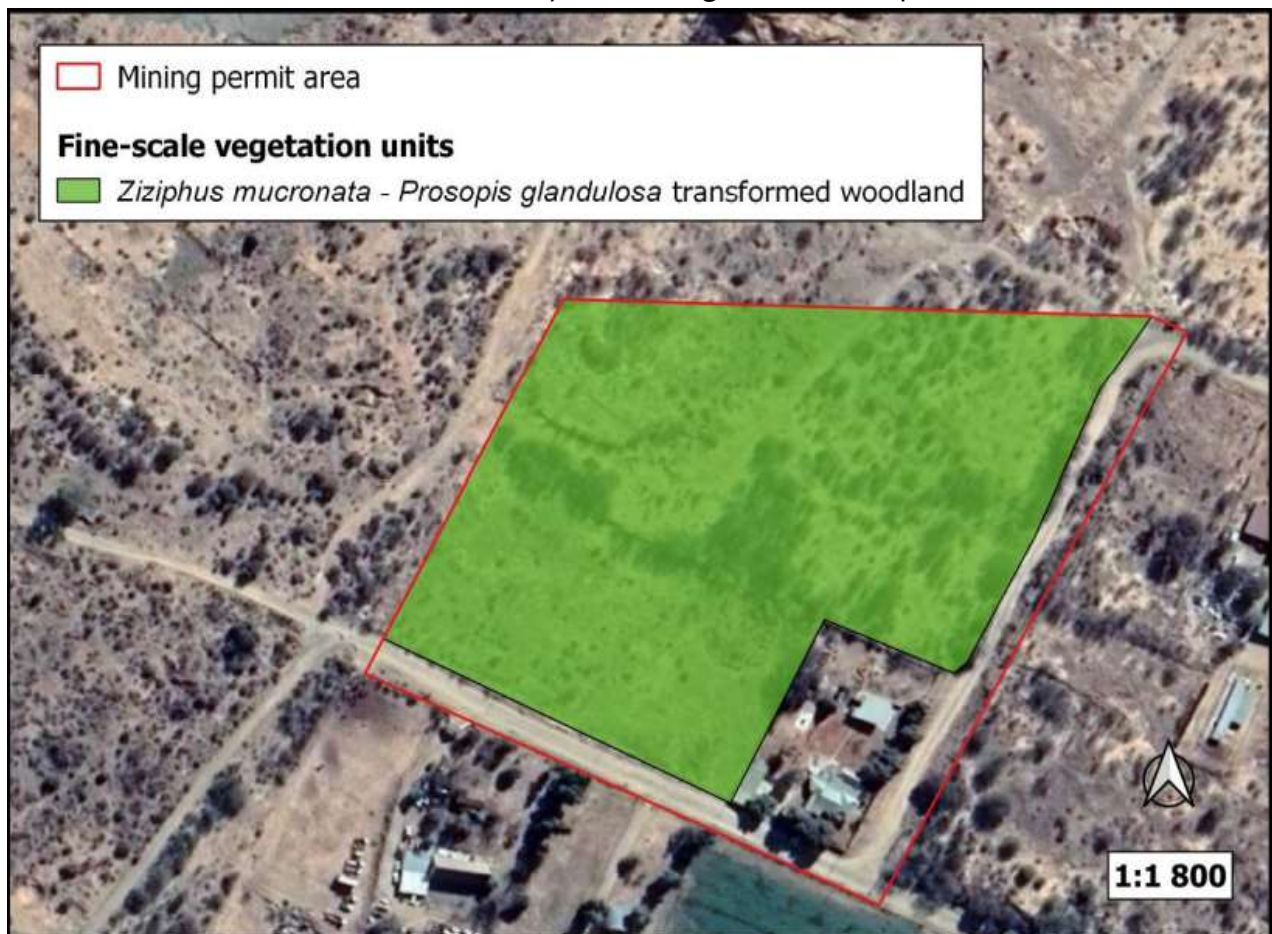 Mining permit area
Fine-scale vegetation units
Ziziphus mucronata - Prosopis glandulosa transformed woodland
1:1 800